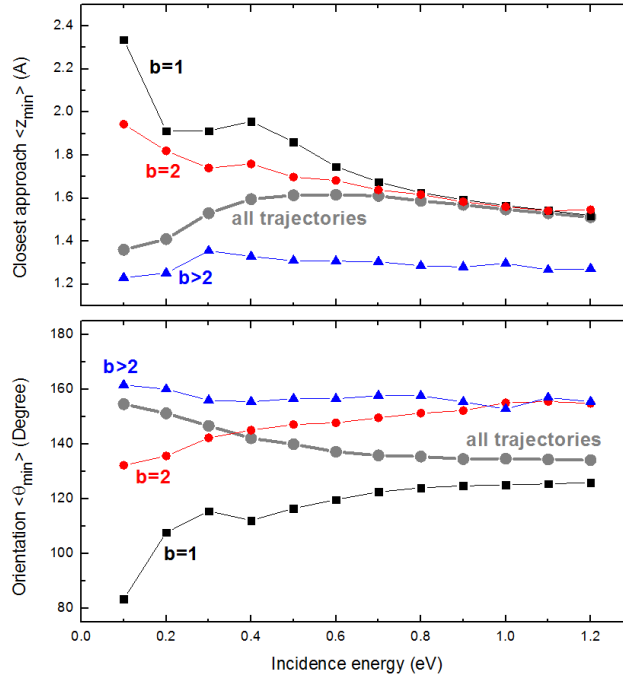 Closest approach <z_min> (A)
2.4
2.2
2.0
1.8
1.6
1.4
1.2
b=1
b=2
all trajectories
b>2
Orientation <θ_min> (Degree)
180
160
140
120
100
80
b>2
all trajectories
b=2
b=1
0.0 0.2 0.4 0.6 0.8 1.0 1.2
Incidence energy (eV)